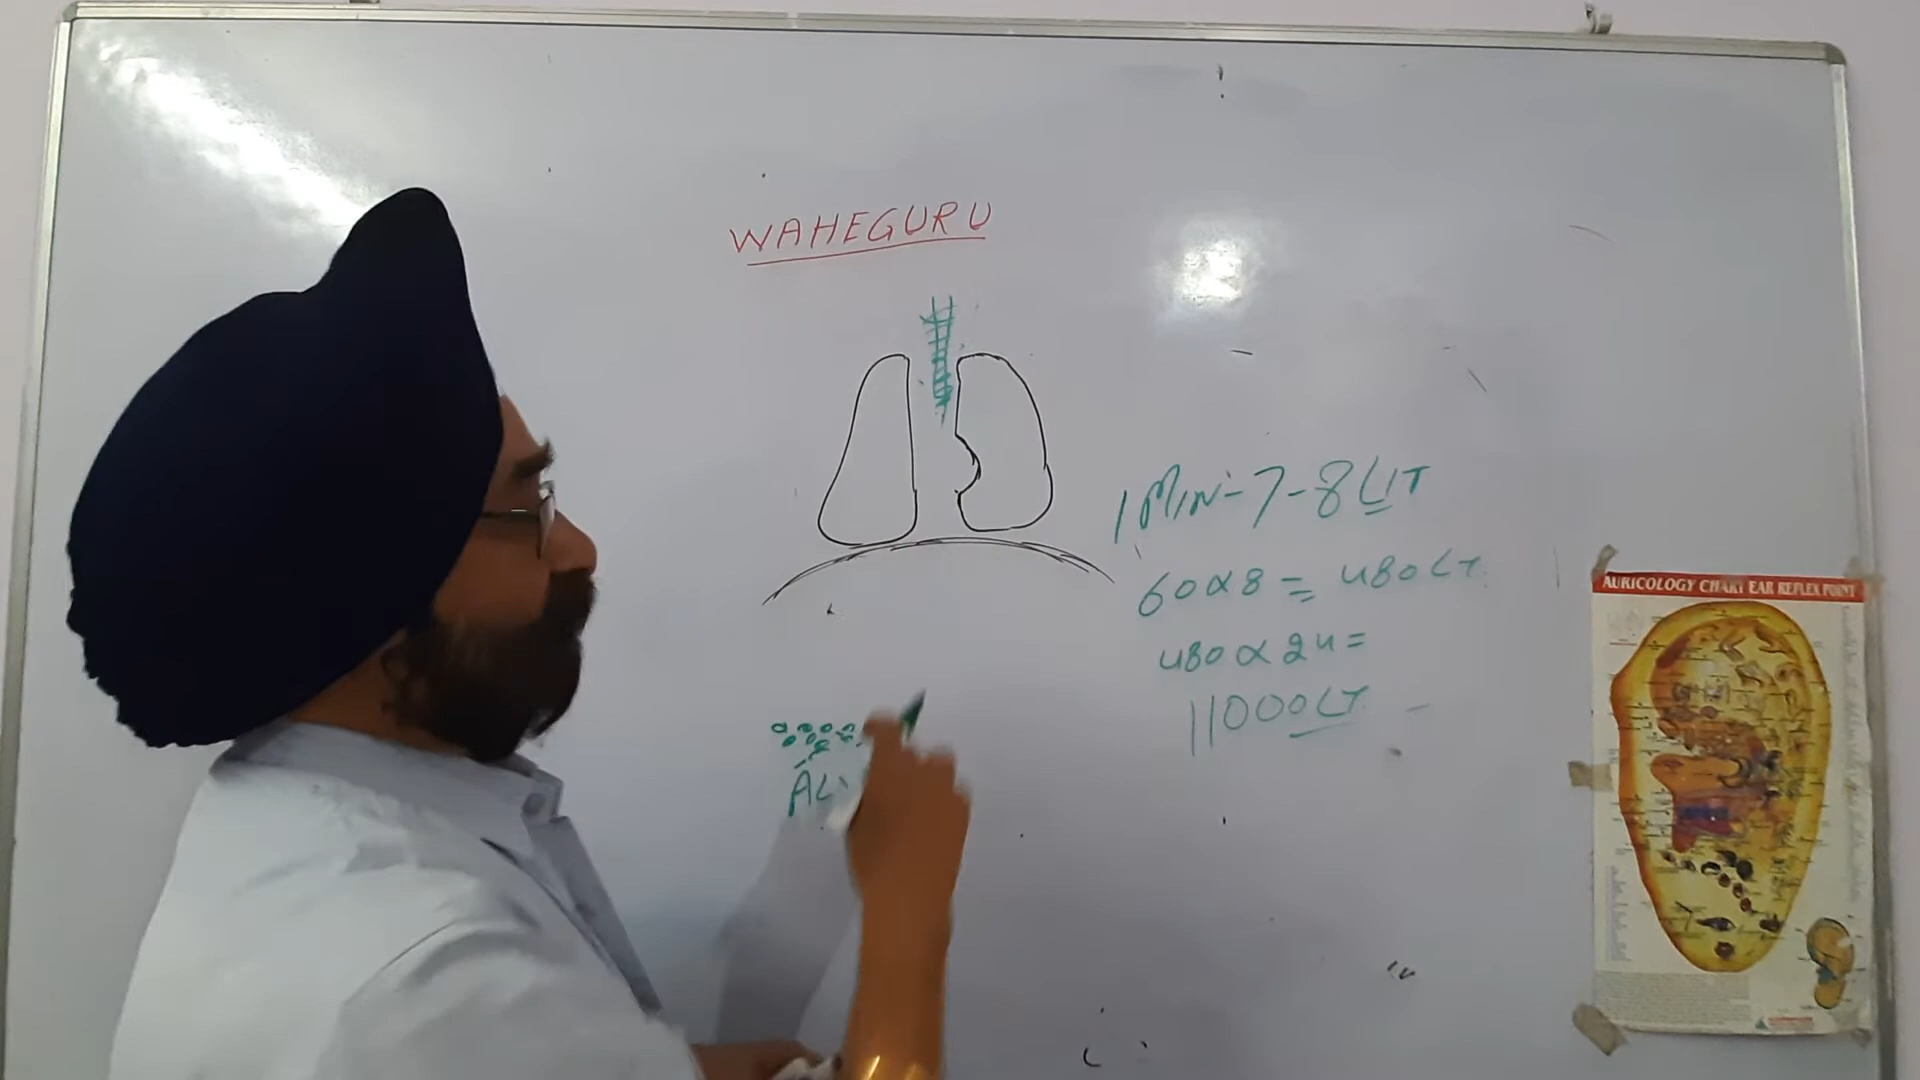 WAHEGURU
1 MIN - 7 - 8 LIT
60 x 8 = 480 LT
480 x 24 =
11000 LT
AL
AURICOLOGY CHART EAR REFLEX POINT